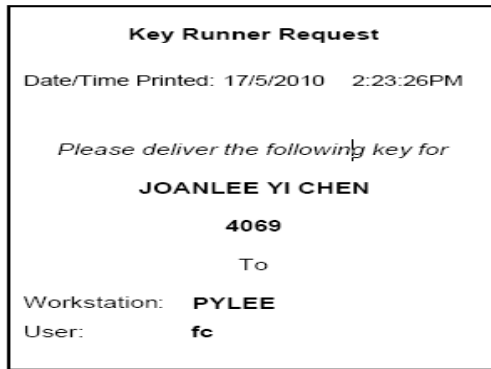 Key Runner Request
Date/Time Printed: 17/5/2010 2:23:26PM
Please deliver the following key for
JOANLEE YI CHEN
4069
To
Workstation: PYLEE
User: fc